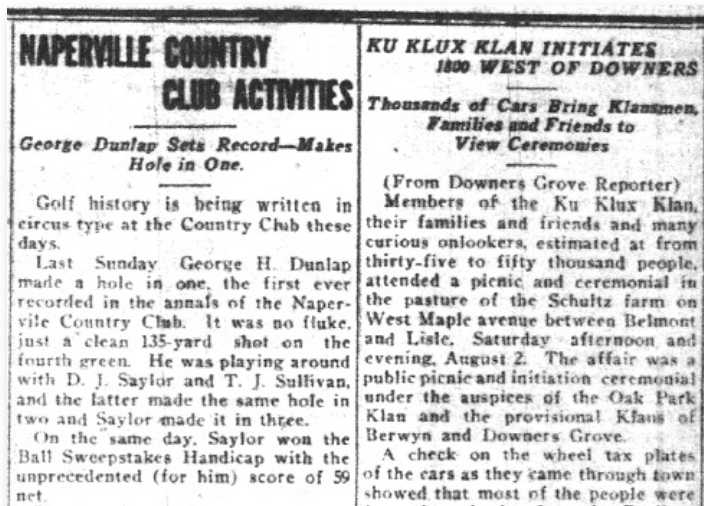 NAPERVILLE COUNTRY
CLUB ACTIVITIES
George Dunlap Sets Record—Makes
Hole in One.
Golf history is being written in
circus type at the Country Club these
days.
Last Sunday George H. Dunlap
made a hole in one, the first ever
recorded in the annals of the Naper-
vile Country Club. It was no fluke,
just a clean 135-yard shot on the
fourth green. He was playing around
with D. J. Saylor and T. J. Sullivan,
and the latter made the same hole in
two and Saylor made it in three.
On the same day, Saylor won the
Ball Sweepstakes Handicap with the
unprecedented (for him) score of 59
net.
KU KLUX KLAN INITIATES
1800 WEST OF DOWNERS
Thousands of Cars Bring Klansmen,
Families and Friends to
View Ceremonies
(From Downers Grove Reporter)
Members of the Ku Klux Klan,
their families and friends and many
curious onlookers, estimated at from
thirty-five to fifty thousand people,
attended a picnic and ceremonial in
the pasture of the Schultz farm on
West Maple avenue between Belmont
and Lisle, Saturday afternoon and
evening, August 2. The affair was a
public picnic and initiation ceremonial
under the auspices of the Oak Park
Klan and the provisional Klans of
Berwyn and Downers Grove.
A check on the wheel tax plates
of the cars as they came through town
showed that most of the people were